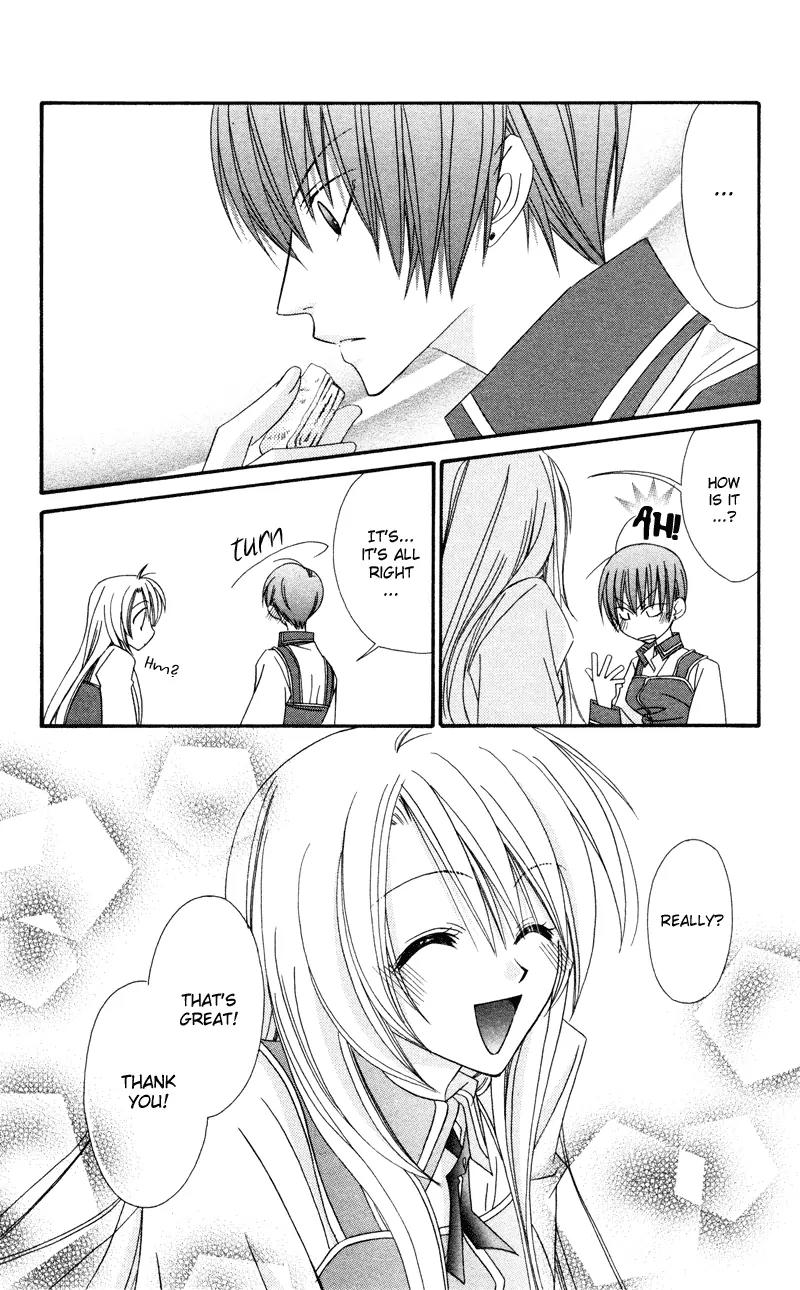 ...
HOW
IS IT
...?
AH!
IT'S...
IT'S ALL
RIGHT
...
turn
Hm?
REALLY?
THAT'S
GREAT!
THANK
YOU!